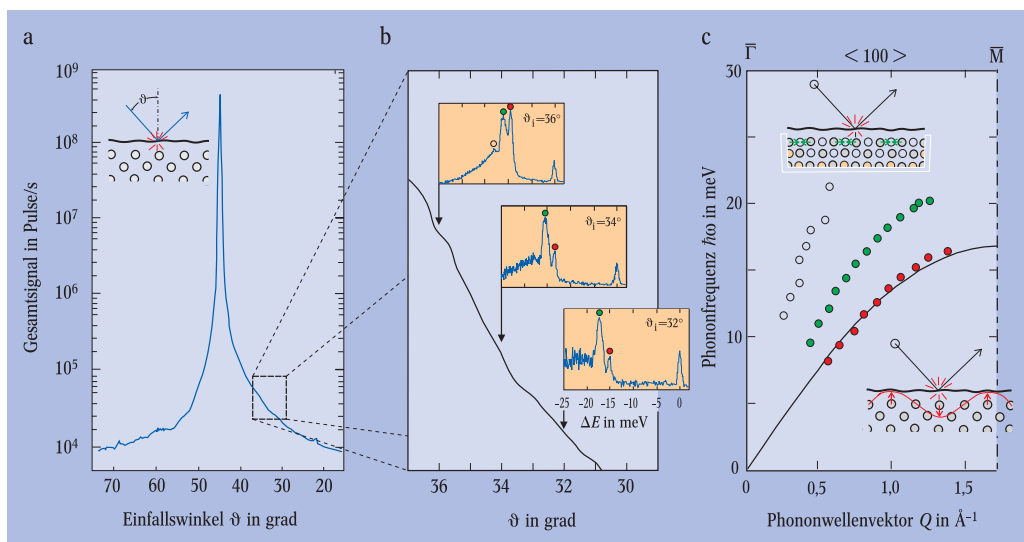 a
10⁹
10⁸
10⁷
10⁶
10⁵
10⁴
Gesamtsignal in Pulse/s
ϑ
70 60 50 40 30 20
Einfallswinkel ϑ in grad
b
ϑi=36°
ϑi=34°
ϑi=32°
–25 –20 –15 –10 –5 0
ΔE in meV
36 34 32 30
ϑ in grad
c
Γ̅ <100> M̅
30
20
10
0
Phononfrequenz ℏω in meV
0 0,5 1,0 1,5
Phononwellenvektor Q in Å⁻¹